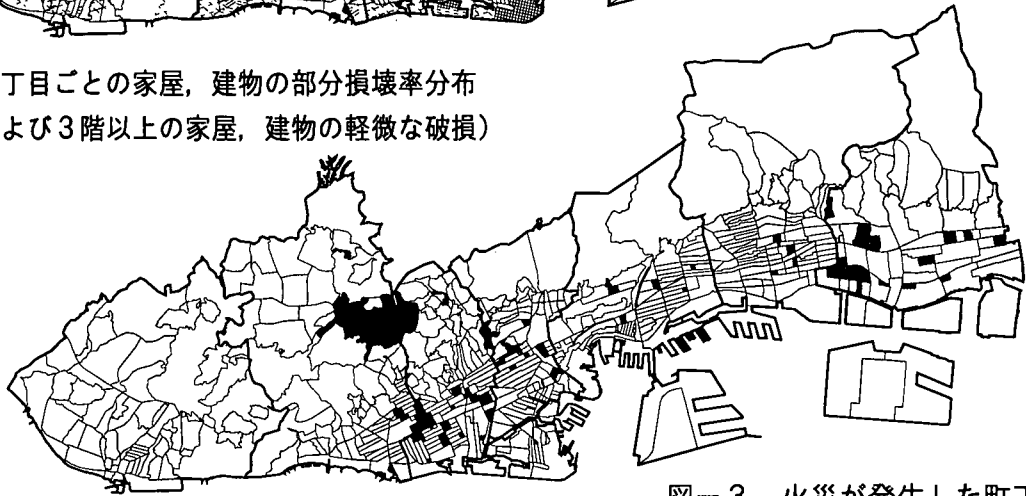 丁目ごとの家屋，建物の部分損壊率分布
よび３階以上の家屋，建物の軽微な破損）
図－３　火災が発生した町丁